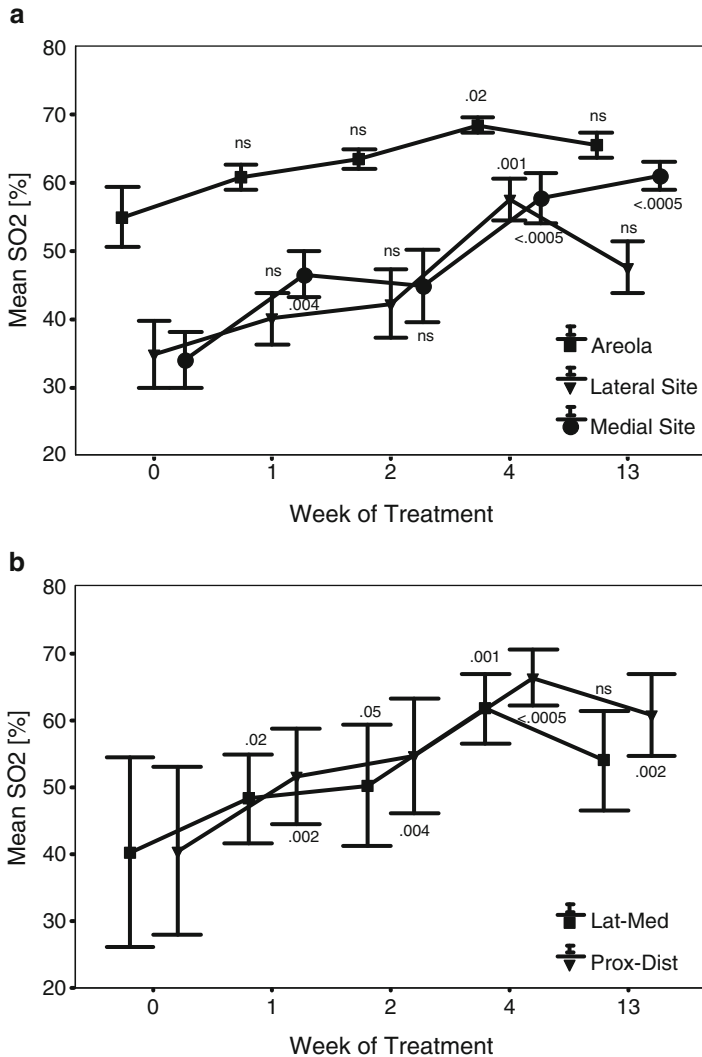 a
80
70
60
50
40
30
20
Mean SO2 [%]
ns
ns
.02
ns
.001
<.0005
<.0005
ns
ns
.004
ns
ns
Areola
Lateral Site
Medial Site
0 1 2 4 13
Week of Treatment
b
80
70
60
50
40
30
20
Mean SO2 [%]
.02
.05
.001
ns
<.0005
.002
.002
.004
Lat-Med
Prox-Dist
0 1 2 4 13
Week of Treatment